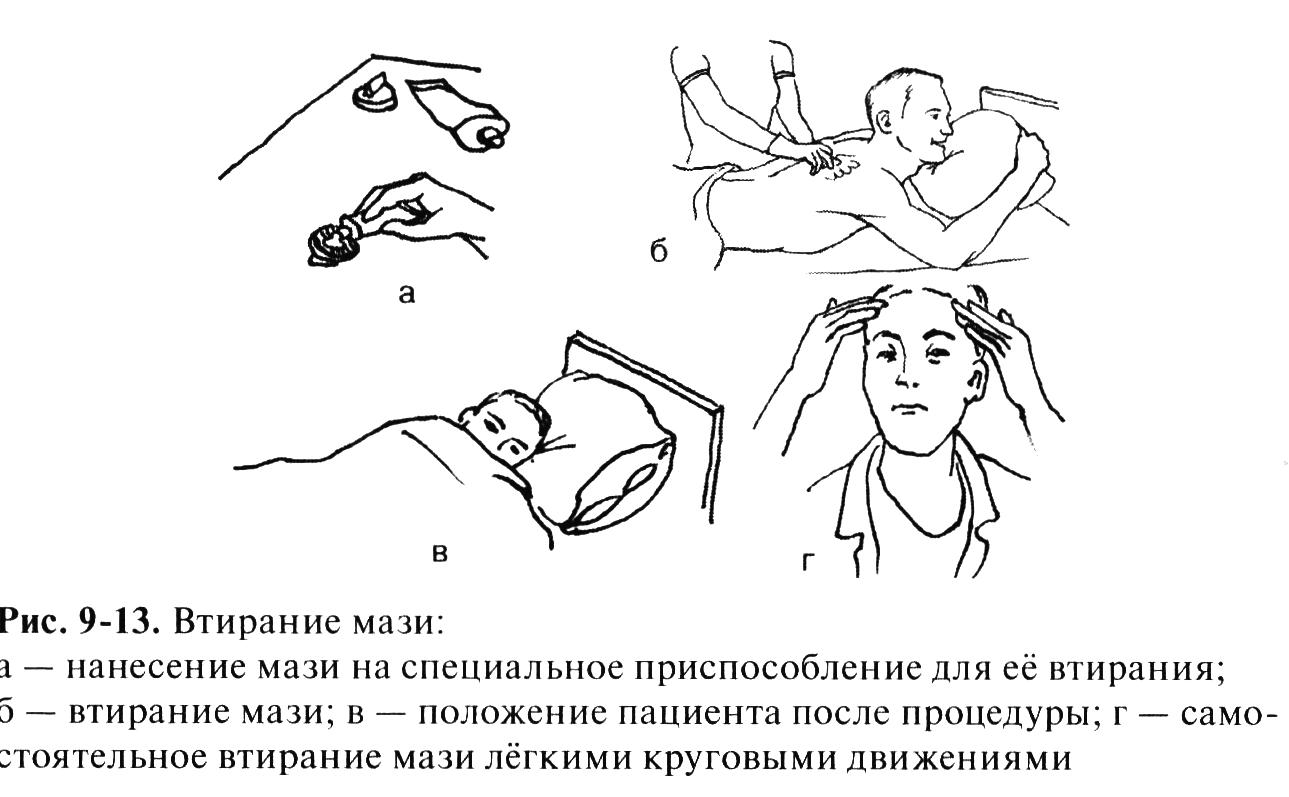 а
б
в
г
Рис. 9-13. Втирание мази:
а — нанесение мази на специальное приспособление для её втирания;
б — втирание мази; в — положение пациента после процедуры; г — само-
стоятельное втирание мази лёгкими круговыми движениями